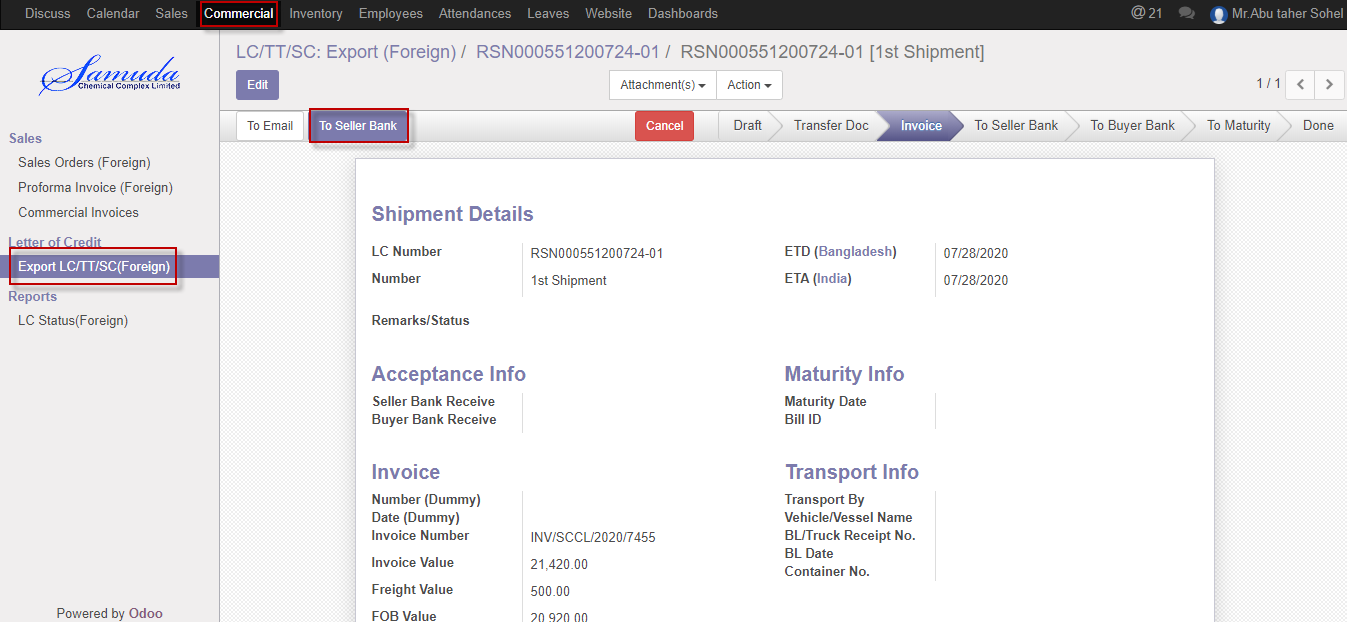 Discuss Calendar Sales Commercial Inventory Employees Attendances Leaves Website Dashboards @ 21 Mr.Abu taher Sohel
Samuda
Chemical Complex Limited
LC/TT/SC: Export (Foreign) / RSN000551200724-01 / RSN000551200724-01 [1st Shipment]
Edit
Attachment(s) Action
1 / 1
To Email To Seller Bank Cancel Draft Transfer Doc Invoice To Seller Bank To Buyer Bank To Maturity Done
Sales
Sales Orders (Foreign)
Proforma Invoice (Foreign)
Commercial Invoices
Letter of Credit
Export LC/TT/SC(Foreign)
Reports
LC Status(Foreign)
Powered by Odoo
Shipment Details
LC Number RSN000551200724-01
Number 1st Shipment
ETD (Bangladesh) 07/28/2020
ETA (India) 07/28/2020
Remarks/Status
Acceptance Info
Seller Bank Receive
Buyer Bank Receive
Maturity Info
Maturity Date
Bill ID
Invoice
Number (Dummy)
Date (Dummy)
Invoice Number INV/SCCL/2020/7455
Invoice Value 21,420.00
Freight Value 500.00
FOB Value 20,920.00
Transport Info
Transport By
Vehicle/Vessel Name
BL/Truck Receipt No.
BL Date
Container No.